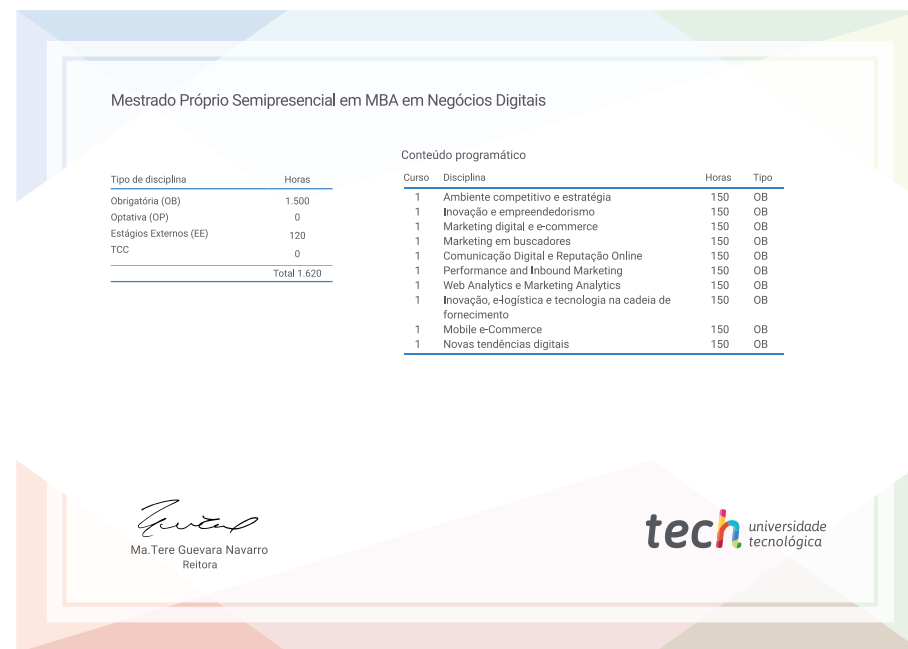 Mestrado Próprio Semipresencial em MBA em Negócios Digitais
Tipo de disciplina Horas
Obrigatória (OB) 1.500
Optativa (OP) 0
Estágios Externos (EE) 120
TCC 0
Total 1.620
Conteúdo programático
Curso Disciplina Horas Tipo
1 Ambiente competitivo e estratégia 150 OB
1 Inovação e empreendedorismo 150 OB
1 Marketing digital e e-commerce 150 OB
1 Marketing em buscadores 150 OB
1 Comunicação Digital e Reputação Online 150 OB
1 Performance and Inbound Marketing 150 OB
1 Web Analytics e Marketing Analytics 150 OB
1 Inovação, e-logística e tecnologia na cadeia de 150 OB
fornecimento
1 Mobile e-Commerce 150 OB
1 Novas tendências digitais 150 OB
Ma.Tere Guevara Navarro
Reitora
tech universidade
tecnológica